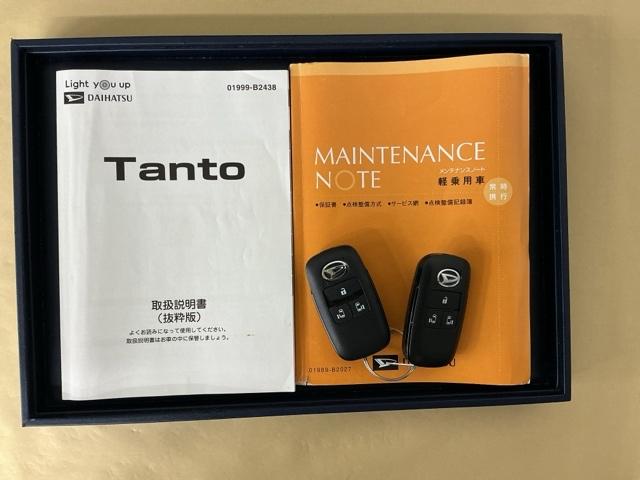 Light you up
DAIHATSU
01999-B2438
Tanto
取扱説明書
（抜粋版）
よくお読みになって使用してください。
取扱説明書はお車の中に保管しましょう。
MAINTENANCE
NOTE
メンテナンスノート
軽乗用車
常時
携行
●保証書 ●点検整備方式 ●サービス網 ●点検整備記録簿
01989-B2027